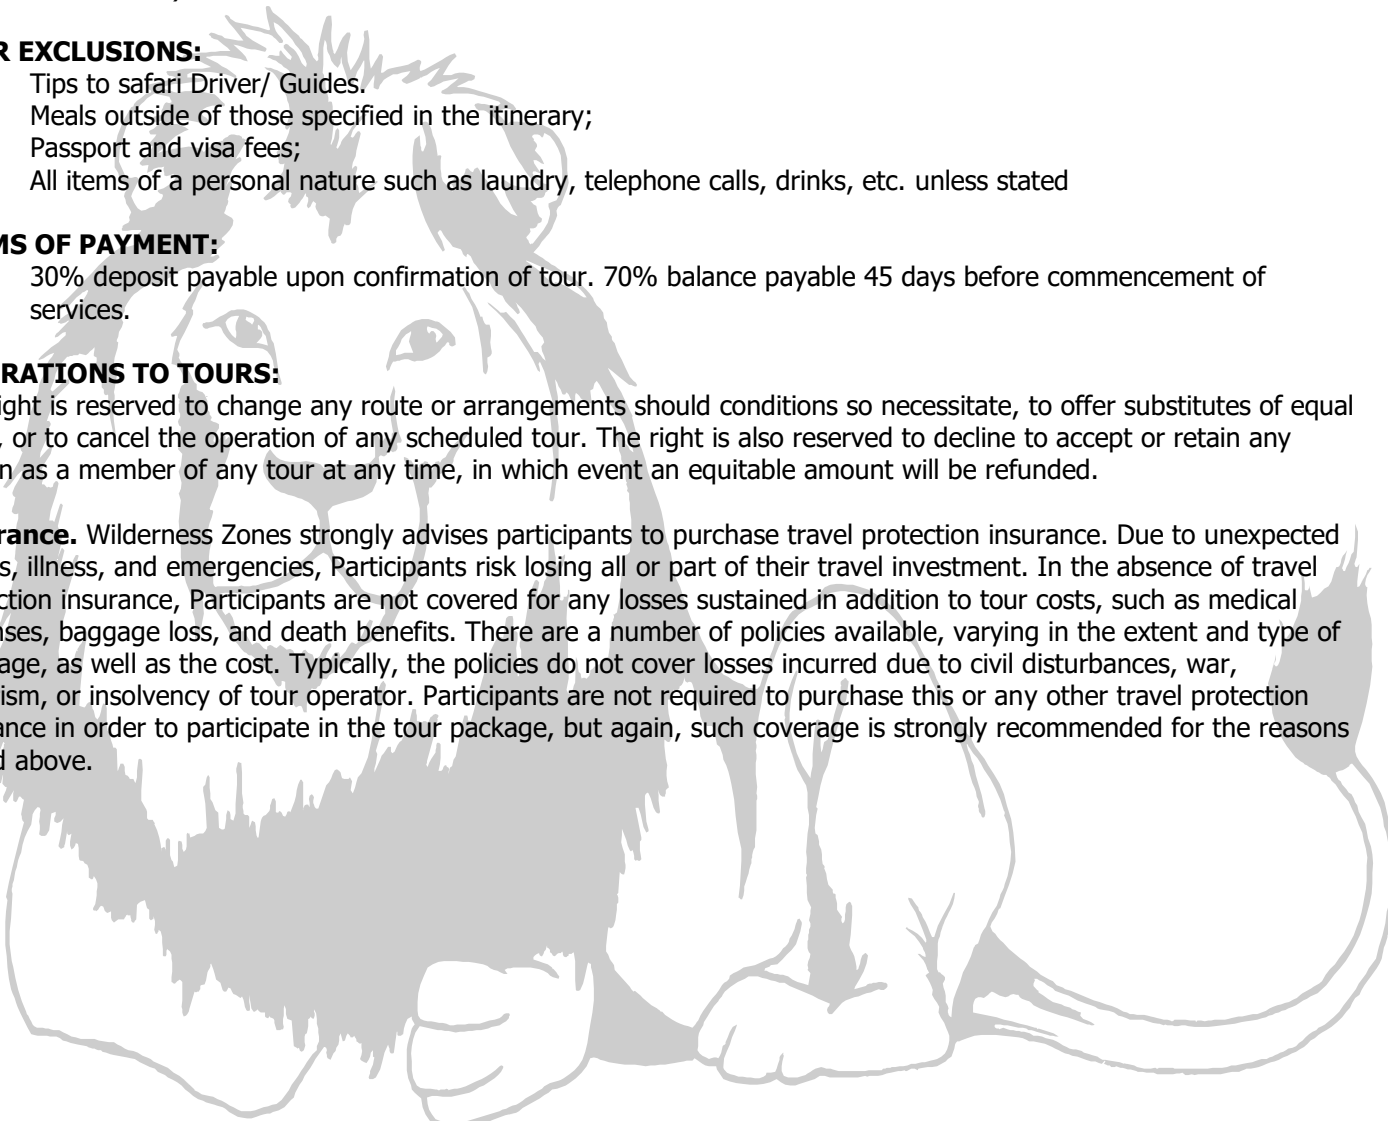 R EXCLUSIONS:
Tips to safari Driver/ Guides.
Meals outside of those specified in the itinerary;
Passport and visa fees;
All items of a personal nature such as laundry, telephone calls, drinks, etc. unless stated
MS OF PAYMENT:
30% deposit payable upon confirmation of tour. 70% balance payable 45 days before commencement of
services.
RATIONS TO TOURS:
ight is reserved to change any route or arrangements should conditions so necessitate, to offer substitutes of equal
, or to cancel the operation of any scheduled tour. The right is also reserved to decline to accept or retain any
n as a member of any tour at any time, in which event an equitable amount will be refunded.
rance. Wilderness Zones strongly advises participants to purchase travel protection insurance. Due to unexpected
s, illness, and emergencies, Participants risk losing all or part of their travel investment. In the absence of travel
ction insurance, Participants are not covered for any losses sustained in addition to tour costs, such as medical
nses, baggage loss, and death benefits. There are a number of policies available, varying in the extent and type of
age, as well as the cost. Typically, the policies do not cover losses incurred due to civil disturbances, war,
ism, or insolvency of tour operator. Participants are not required to purchase this or any other travel protection
ance in order to participate in the tour package, but again, such coverage is strongly recommended for the reasons
d above.